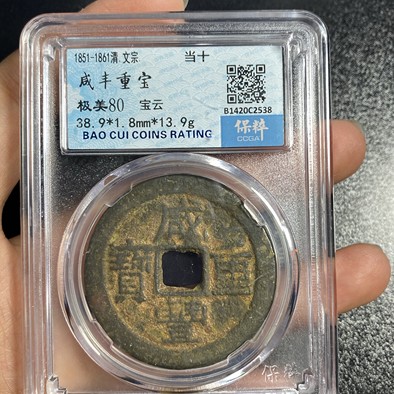 1851-1861清.文宗 当十
咸丰重宝
极美80 宝云
38.9*1.8mm*13.9g
BAO CUI COINS RATING
B1420C2538
保粹
CCGA
咸
寶 重
豐
保粹